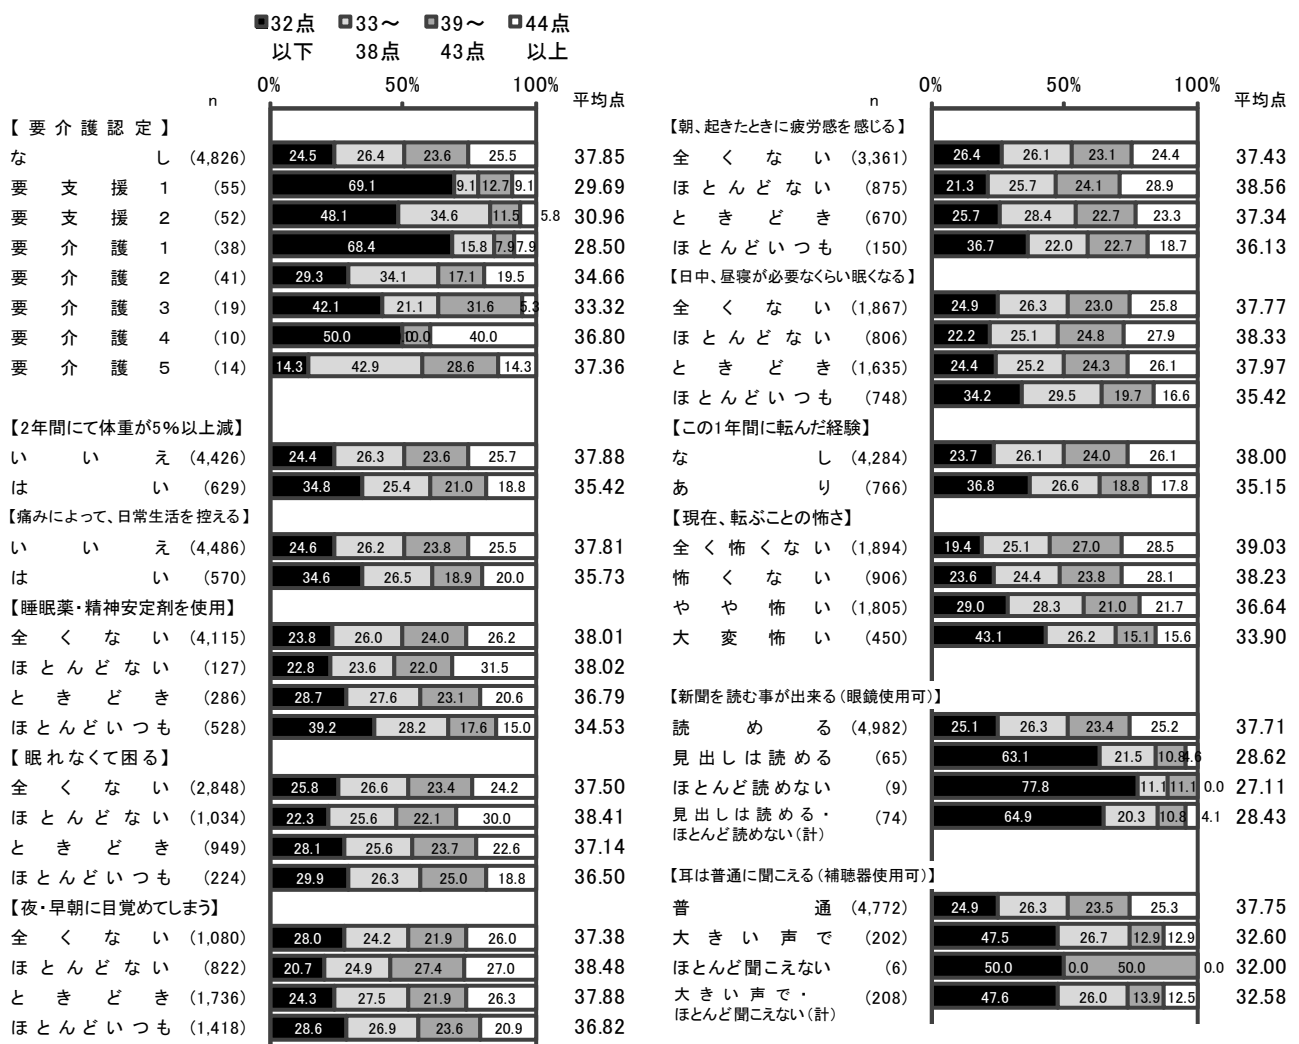 32点以下 33～38点 39～43点 44点以上
0% 50% 100%
n 平均点
【要介護認定】
なし (4,826) 24.5 26.4 23.6 25.5 37.85
要支援1 (55) 69.1 9.1 12.7 9.1 29.69
要支援2 (52) 48.1 34.6 11.5 5.8 30.96
要介護1 (38) 68.4 15.8 7.9 7.9 28.50
要介護2 (41) 29.3 34.1 17.1 19.5 34.66
要介護3 (19) 42.1 21.1 31.6 5.3 33.32
要介護4 (10) 50.0 40.0 36.80
要介護5 (14) 14.3 42.9 28.6 14.3 37.36
【2年間にて体重が5%以上減】
いいえ (4,426) 24.4 26.3 23.6 25.7 37.88
はい (629) 34.8 25.4 21.0 18.8 35.42
【痛みによって、日常生活を控える】
いいえ (4,486) 24.6 26.2 23.8 25.5 37.81
はい (570) 34.6 26.5 18.9 20.0 35.73
【睡眠薬・精神安定剤を使用】
全くない (4,115) 23.8 26.0 24.0 26.2 38.01
ほとんどない (127) 22.8 23.6 22.0 31.5 38.02
ときどき (286) 28.7 27.6 23.1 20.6 36.79
ほとんどいつも (528) 39.2 28.2 17.6 15.0 34.53
【眠れなくて困る】
全くない (2,848) 25.8 26.6 23.4 24.2 37.50
ほとんどない (1,034) 22.3 25.6 22.1 30.0 38.41
ときどき (949) 28.1 25.6 23.7 22.6 37.14
ほとんどいつも (224) 29.9 26.3 25.0 18.8 36.50
【夜・早朝に目覚めてしまう】
全くない (1,080) 28.0 24.2 21.9 26.0 37.38
ほとんどない (822) 20.7 24.9 27.4 27.0 38.48
ときどき (1,736) 24.3 27.5 21.9 26.3 37.88
ほとんどいつも (1,418) 28.6 26.9 23.6 20.9 36.82
0% 50% 100%
n 平均点
【朝、起きたときに疲労感を感じる】
全くない (3,361) 26.4 26.1 23.1 24.4 37.43
ほとんどない (875) 21.3 25.7 24.1 28.9 38.56
ときどき (670) 25.7 28.4 22.7 23.3 37.34
ほとんどいつも (150) 36.7 22.0 22.7 18.7 36.13
【日中、昼寝が必要なくらい眠くなる】
全くない (1,867) 24.9 26.3 23.0 25.8 37.77
ほとんどない (806) 22.2 25.1 24.8 27.9 38.33
ときどき (1,635) 24.4 25.2 24.3 26.1 37.97
ほとんどいつも (748) 34.2 29.5 19.7 16.6 35.42
【この1年間に転んだ経験】
なし (4,284) 23.7 26.1 24.0 26.1 38.00
あり (766) 36.8 26.6 18.8 17.8 35.15
【現在、転ぶことの怖さ】
全く怖くない (1,894) 19.4 25.1 27.0 28.5 39.03
怖くない (906) 23.6 24.4 23.8 28.1 38.23
やや怖い (1,805) 29.0 28.3 21.0 21.7 36.64
大変怖い (450) 43.1 26.2 15.1 15.6 33.90
【新聞を読む事が出来る(眼鏡使用可)】
読める (4,982) 25.1 26.3 23.4 25.2 37.71
見出しは読める (65) 63.1 21.5 10.8 4.6 28.62
ほとんど読めない (9) 77.8 11.1 11.1 0.0 27.11
見出しは読める・ (74) 64.9 20.3 10.8 4.1 28.43
ほとんど読めない(計)
【耳は普通に聞こえる(補聴器使用可)】
普通 (4,772) 24.9 26.3 23.5 25.3 37.75
大きい声で (202) 47.5 26.7 12.9 12.9 32.60
ほとんど聞こえない (6) 50.0 0.0 50.0 0.0 32.00
大きい声で・ (208) 47.6 26.0 13.9 12.5 32.58
ほとんど聞こえない(計)